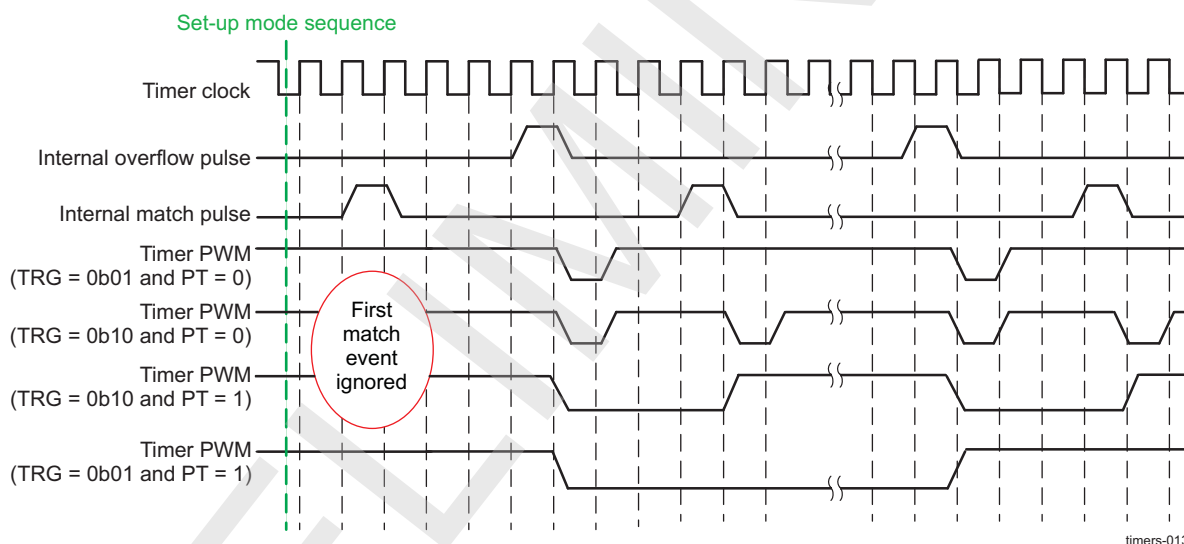 Set-up mode sequence
Timer clock
Internal overflow pulse
Internal match pulse
Timer PWM
(TRG = 0b01 and PT = 0)
Timer PWM
(TRG = 0b10 and PT = 0)
First
match
event
ignored
Timer PWM
(TRG = 0b10 and PT = 1)
Timer PWM
(TRG = 0b01 and PT = 1)
timers-013